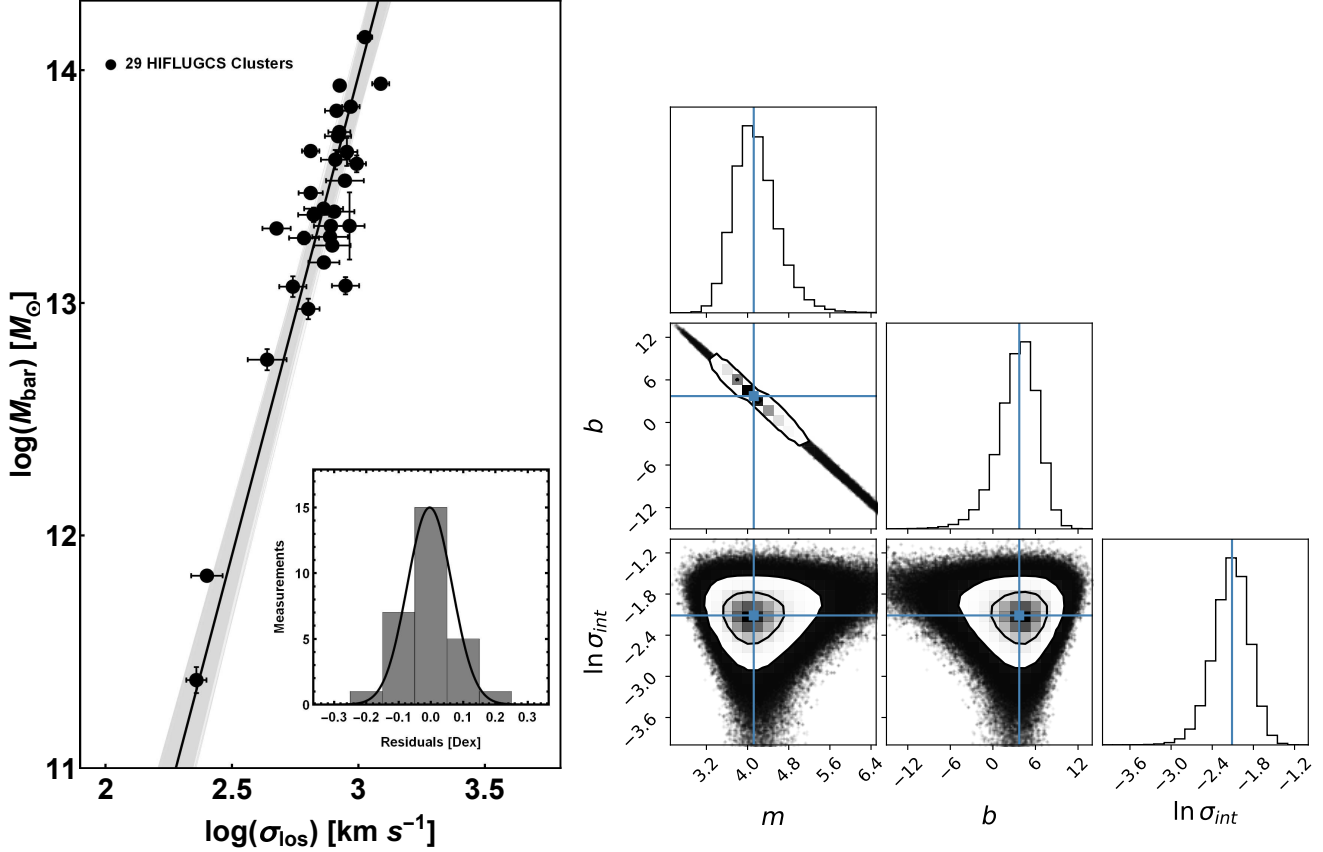 29 HIFLUGCS Clusters
14
13
12
11
log(M_bar) [M_⊙]
2 2.5 3 3.5
log(σ_los) [km s⁻¹]
15
10
5
0
Measurements
−0.3 −0.2 −0.1 0.0 0.1 0.2 0.3
Residuals [Dex]
12
6
0
−6
−12
b
−1.2
−1.8
−2.4
−3.0
−3.6
ln σ_int
3.2 4.0 4.8 5.6 6.4
m
−12 −6 0 6 12
b
−3.6 −3.0 −2.4 −1.8 −1.2
ln σ_int